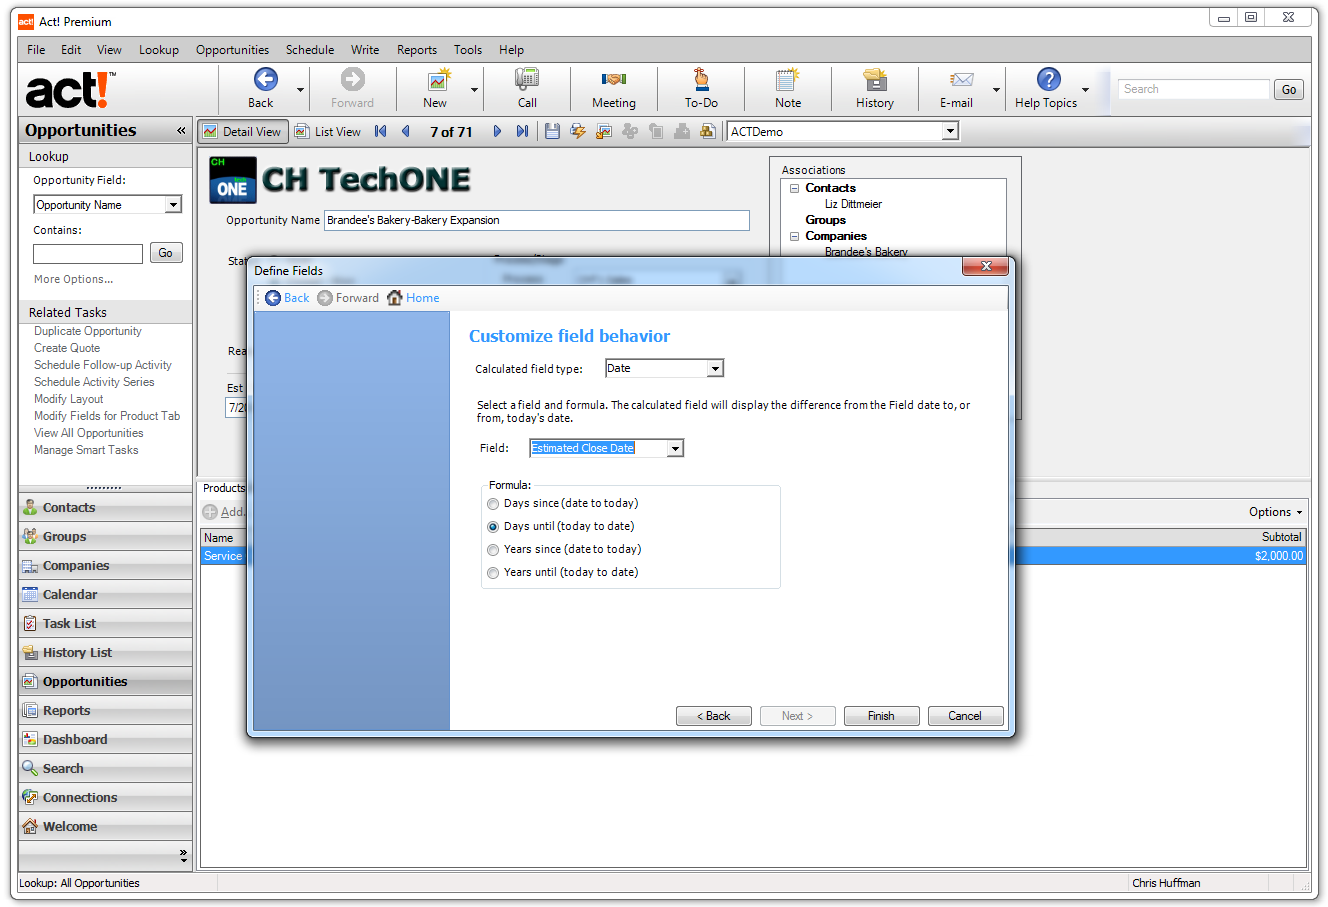 act! Act! Premium
File Edit View Lookup Opportunities Schedule Write Reports Tools Help
act!™ Back Forward New Call Meeting To-Do Note History E-mail Help Topics Search Go
Opportunities «
Detail View List View 7 of 71 ACTDemo
Lookup
Opportunity Field:
Opportunity Name
Contains:
Go
More Options...
Related Tasks
Duplicate Opportunity
Create Quote
Schedule Follow-up Activity
Schedule Activity Series
Modify Layout
Modify Fields for Product Tab
View All Opportunities
Manage Smart Tasks
Contacts
Groups
Companies
Calendar
Task List
History List
Opportunities
Reports
Dashboard
Search
Connections
Welcome
CH
ONE
CH TechONE
Opportunity Name Brandee's Bakery-Bakery Expansion
Associations
Contacts
Liz Dittmeier
Groups
Companies
Brandee's Bakery
Stat
Rea
Est
7/20
Define Fields
Back Forward Home
Customize field behavior
Calculated field type: Date
Select a field and formula. The calculated field will display the difference from the Field date to, or
from, today's date.
Field: Estimated Close Date
Formula:
Days since (date to today)
Days until (today to date)
Years since (date to today)
Years until (today to date)
< Back Next > Finish Cancel
Products
Add. Options
Name Subtotal
Service $2,000.00
Lookup: All Opportunities Chris Huffman